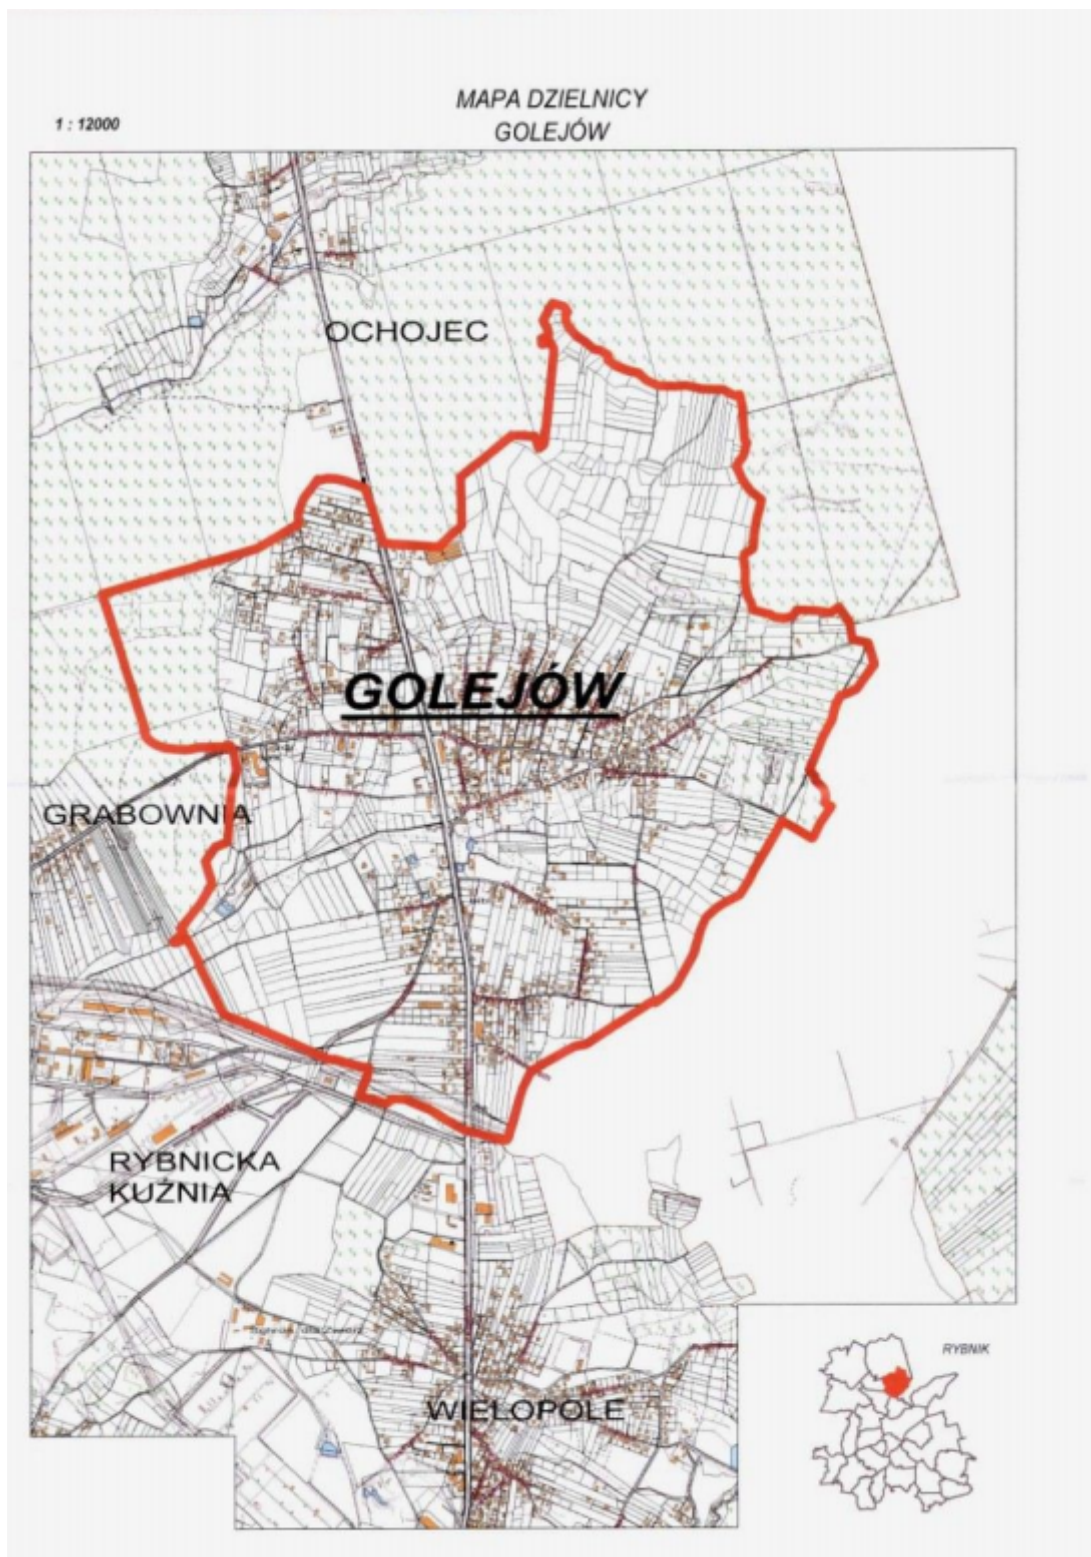 MAPA DZIELNICY
GOLEJÓW
1 : 12000
OCHOJEC
GOLEJÓW
GRABOWNIA
RYBNICKA
KUŹNIA
WIELOPOLE
RYBNIK